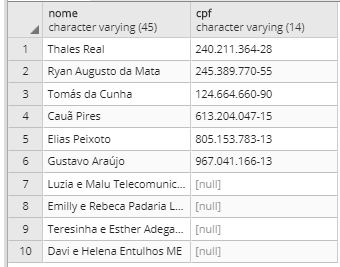 nome cpf
character varying (45) character varying (14)
1 Thales Real 240.211.364-28
2 Ryan Augusto da Mata 245.389.770-55
3 Tomás da Cunha 124.664.660-90
4 Cauã Pires 613.204.047-15
5 Elias Peixoto 805.153.783-13
6 Gustavo Araújo 967.041.166-13
7 Luzia e Malu Telecomunic... [null]
8 Emilly e Rebeca Padaria L... [null]
9 Teresinha e Esther Adega... [null]
10 Davi e Helena Entulhos ME [null]